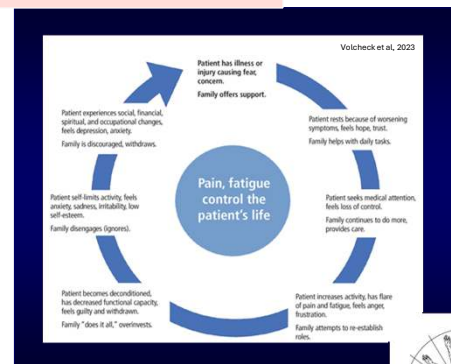 Volcheck et al, 2023
Patient has illness or
injury causing fear,
concern.
Family offers support.
Patient rests because of worsening
symptoms, feels hope, trust.
Family helps with daily tasks.
Patient seeks medical attention,
feels loss of control.
Family continues to do more,
provides care.
Patient increases activity, has flare
of pain and fatigue, feels anger,
frustration.
Family attempts to re-establish
roles.
Patient becomes deconditioned,
has decreased functional capacity,
feels guilty and withdrawn.
Family "does it all," overinvests.
Patient self-limits activity, feels
anxiety, sadness, irritability, low
self-esteem.
Family disengages (ignores).
Patient experiences social, financial,
spiritual, and occupational changes,
feels depression, anxiety.
Family is discouraged, withdraws.
Pain, fatigue
control the
patient's life